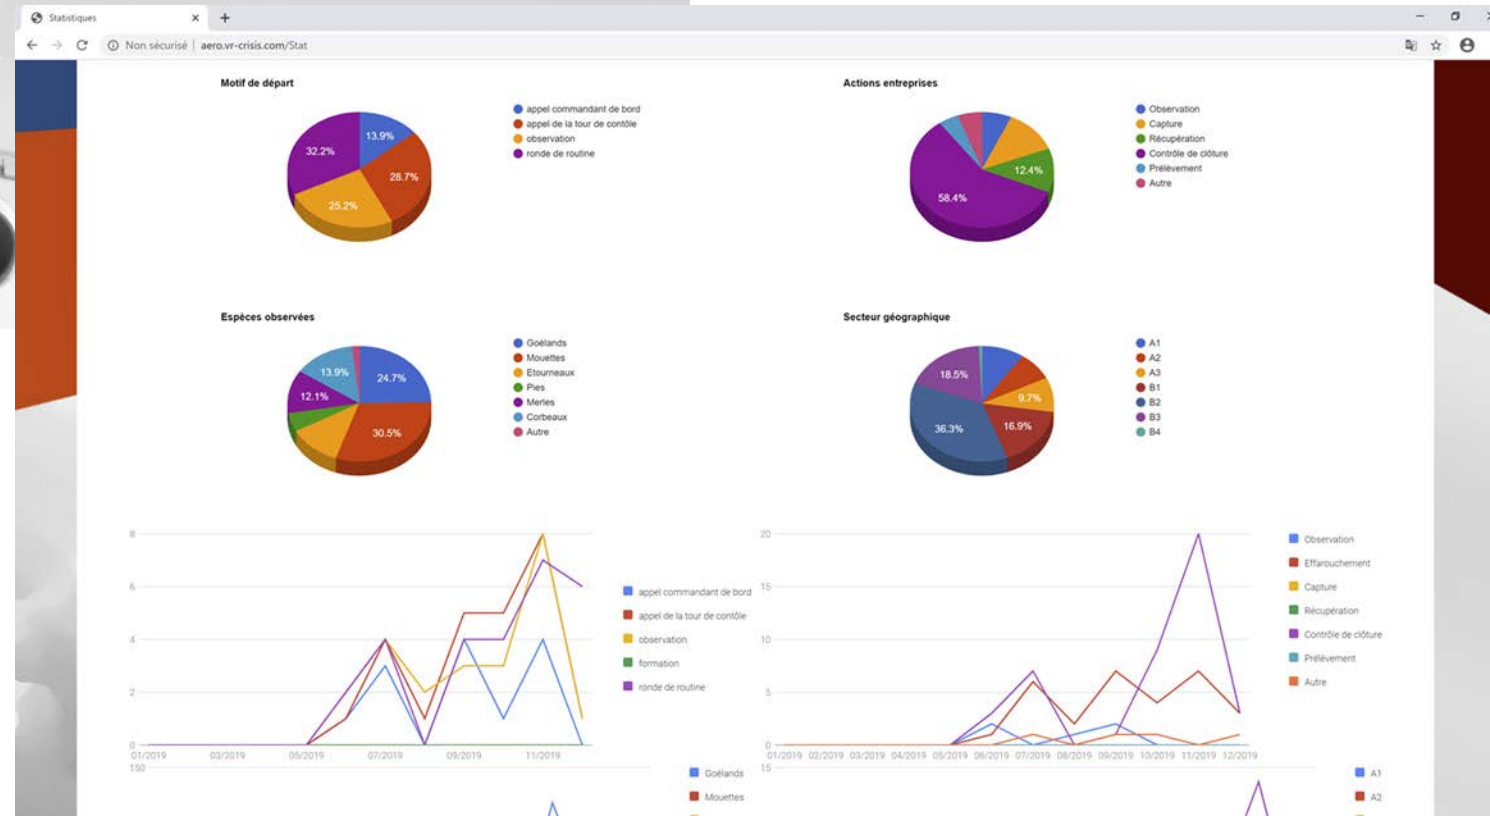 Statistiques
Non sécurisé | aero.vr-crisis.com/Stat
Motif de départ
13.9%
28.7%
25.2%
32.2%
appel commandant de bord
appel de la tour de contôle
observation
ronde de routine
Actions entreprises
12.4%
58.4%
Observation
Capture
Récupération
Contrôle de clôture
Prélèvement
Autre
Espèces observées
24.7%
30.5%
12.1%
13.9%
Goélands
Mouettes
Etourneaux
Pies
Merles
Corbeaux
Autre
Secteur géographique
9.7%
16.9%
36.3%
18.5%
A1
A2
A3
B1
B2
B3
B4
8
6
4
2
0
01/2019 03/2019 05/2019 07/2019 09/2019 11/2019
appel commandant de bord
appel de la tour de contôle
observation
formation
ronde de routine
20
15
10
5
0
01/2019 02/2019 03/2019 04/2019 05/2019 06/2019 07/2019 08/2019 09/2019 10/2019 11/2019 12/2019
Observation
Effarouchement
Capture
Récupération
Contrôle de clôture
Prélèvement
Autre
150
Goélands
Mouettes
15
A1
A2